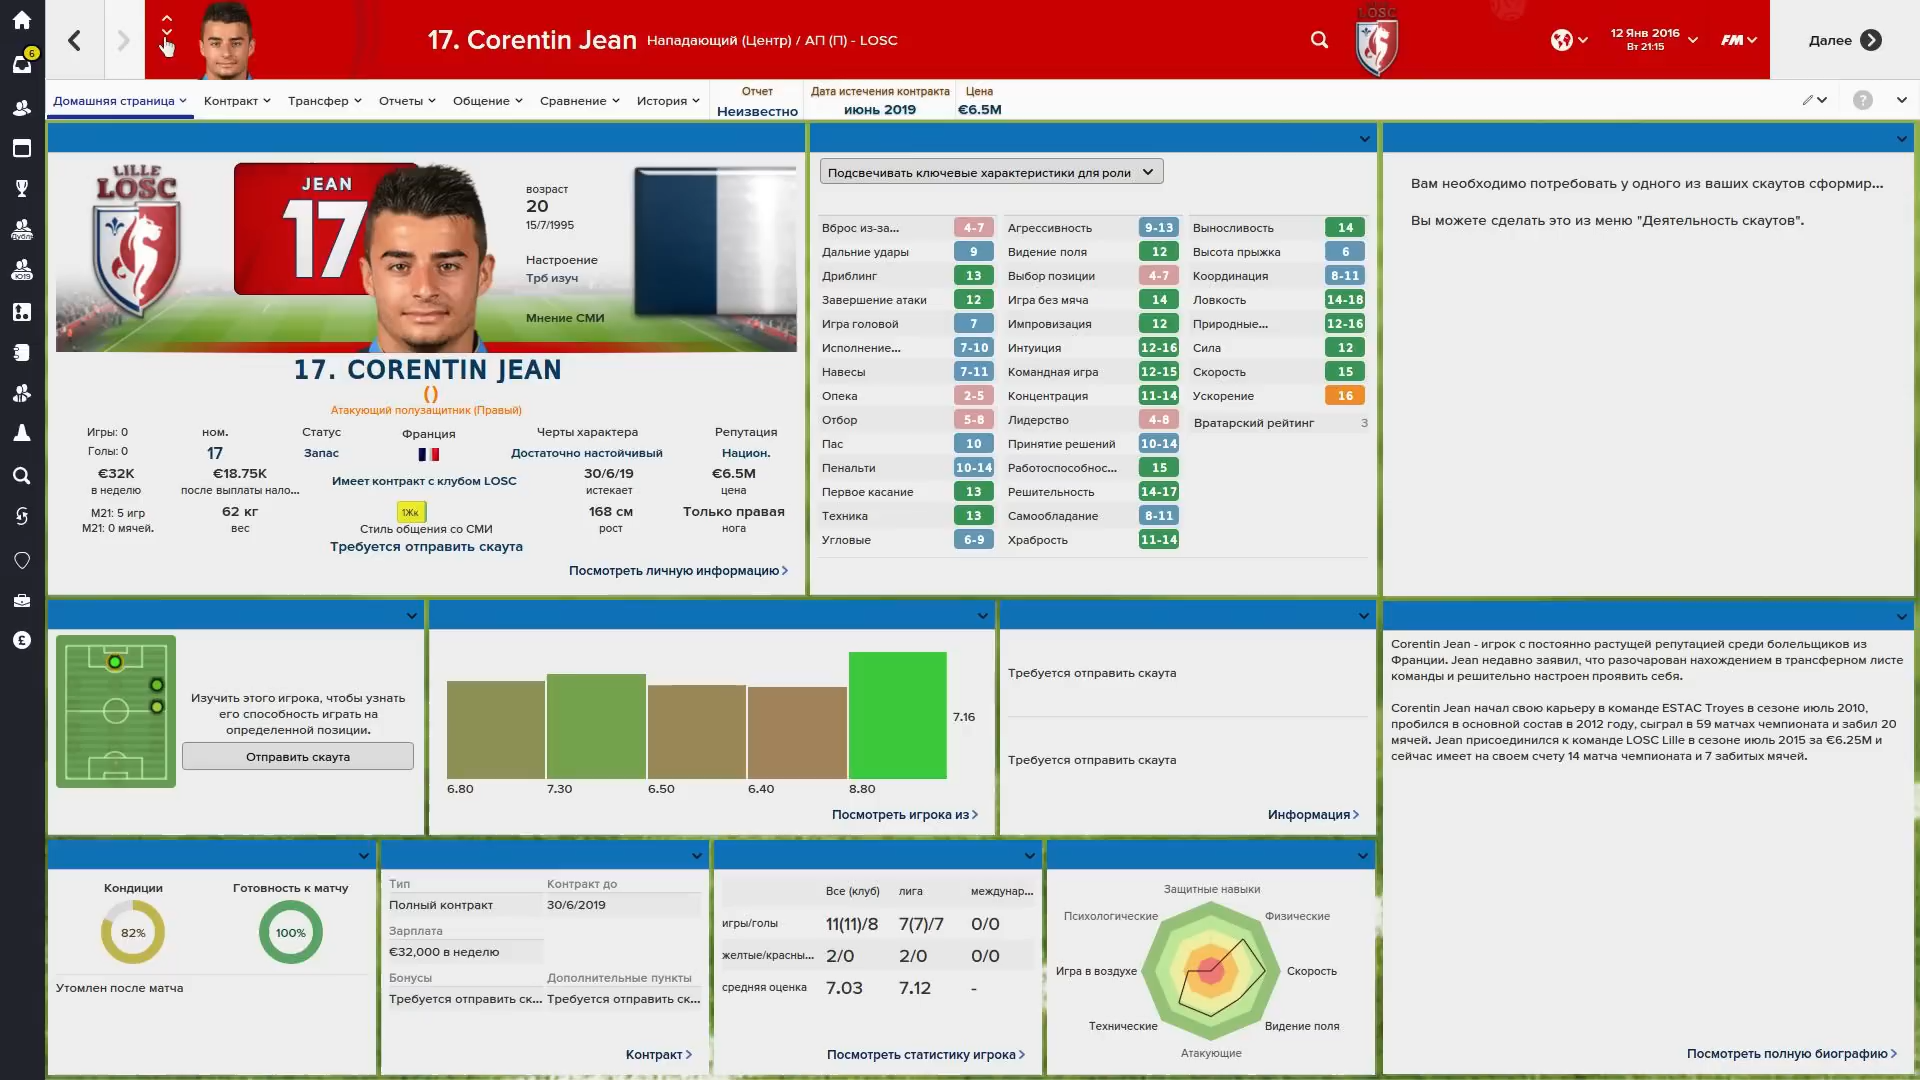 6
17. Corentin Jean Нападающий (Центр) / АП (П) - LOSC
LOSC
12 Янв 2016
Вт 21:15
FM
Далее
Домашняя страница
Контракт
Трансфер
Отчеты
Общение
Сравнение
История
Отчет
Неизвестно
Дата истечения контракта
июнь 2019
Цена
€6.5M
?
LILLE
LOSC
JEAN
17
возраст
20
15/7/1995
Настроение
Трб изуч
Мнение СМИ
17. CORENTIN JEAN
()
Атакующий полузащитник (Правый)
Игры: 0
Голы: 0
ном.
17
Статус
Запас
Франция
Черты характера
Достаточно настойчивый
Репутация
Национ.
€32K
в неделю
€18.75K
после выплаты нало...
Имеет контракт с клубом LOSC
30/6/19
истекает
€6.5M
цена
М21: 5 игр
М21: 0 мячей.
62 кг
вес
1Жк
Стиль общения со СМИ
Требуется отправить скаута
168 см
рост
Только правая
нога
Посмотреть личную информацию
Подсвечивать ключевые характеристики для роли
Вброс из-за... 4-7
Дальние удары 9
Дриблинг 13
Завершение атаки 12
Игра головой 7
Исполнение... 7-10
Навесы 7-11
Опека 2-5
Отбор 5-8
Пас 10
Пенальти 10-14
Первое касание 13
Техника 13
Угловые 6-9
Агрессивность 9-13
Видение поля 12
Выбор позиции 4-7
Игра без мяча 14
Импровизация 12
Интуиция 12-16
Командная игра 12-15
Концентрация 11-14
Лидерство 4-8
Принятие решений 10-14
Работоспособнос... 15
Решительность 14-17
Самообладание 8-11
Храбрость 11-14
Выносливость 14
Высота прыжка 6
Координация 8-11
Ловкость 14-18
Природные... 12-16
Сила 12
Скорость 15
Ускорение 16
Вратарский рейтинг 3
Вам необходимо потребовать у одного из ваших скаутов сформир...
Вы можете сделать это из меню "Деятельность скаутов".
Изучить этого игрока, чтобы узнать
его способность играть на
определенной позиции.
Отправить скаута
7.16
6.80 7.30 6.50 6.40 8.80
Посмотреть игрока из
Требуется отправить скаута
Требуется отправить скаута
Информация
Corentin Jean - игрок с постоянно растущей репутацией среди болельщиков из
Франции. Jean недавно заявил, что разочарован нахождением в трансферном листе
команды и решительно настроен проявить себя.
Corentin Jean начал свою карьеру в команде ESTAC Troyes в сезоне июль 2010,
пробился в основной состав в 2012 году, сыграл в 59 матчах чемпионата и забил 20
мячей. Jean присоединился к команде LOSC Lille в сезоне июль 2015 за €6.25M и
сейчас имеет на своем счету 14 матча чемпионата и 7 забитых мячей.
Посмотреть полную биографию
Кондиции
82%
Готовность к матчу
100%
Утомлен после матча
Тип
Полный контракт
Контракт до
30/6/2019
Зарплата
€32,000 в неделю
Бонусы
Требуется отправить ск...
Дополнительные пункты
Требуется отправить ск...
Контракт
Все (клуб) лига междунар...
игры/голы 11(11)/8 7(7)/7 0/0
желтые/красны... 2/0 2/0 0/0
средняя оценка 7.03 7.12 -
Посмотреть статистику игрока
Защитные навыки
Психологические
Физические
Игра в воздухе
Скорость
Технические
Видение поля
Атакующие